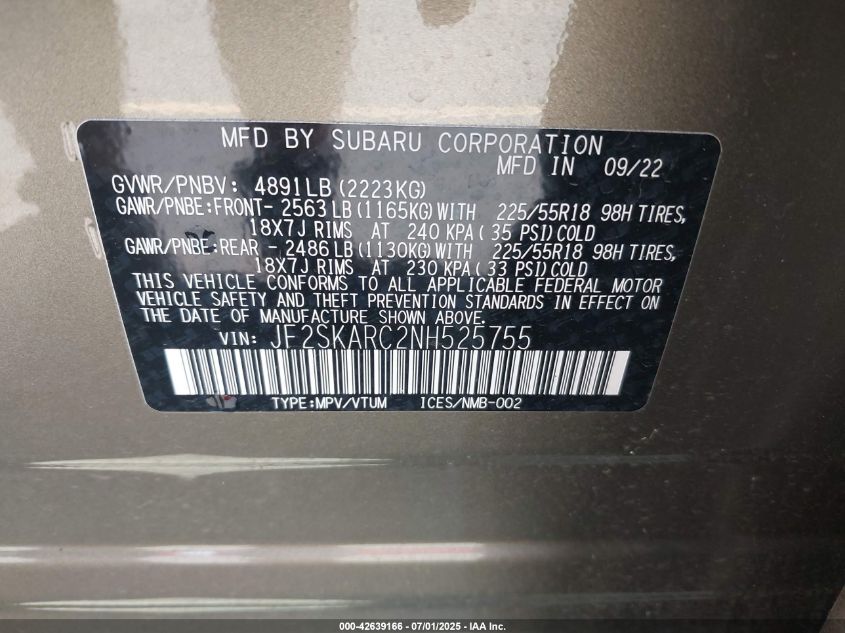 MFD BY SUBARU CORPORATION
MFD IN 09/22
GVWR/PNBV: 4891LB(2223KG)
GAWR/PNBE:FRONT- 2563LB(1165KG)WITH 225/55R18 98H TIRES,
18X7J RIMS AT 240 KPA( 35 PSI)COLD
GAWR/PNBE:REAR - 2486LB(1130KG)WITH 225/55R18 98H TIRES,
18X7J RIMS AT 230 KPA( 33 PSI)COLD
THIS VEHICLE CONFORMS TO ALL APPLICABLE FEDERAL MOTOR
VEHICLE SAFETY AND THEFT PREVENTION STANDARDS IN EFFECT ON
THE DATE OF MANUFACTURE SHOWN ABOVE.
VIN: JF2SKARC2NH525755
TYPE:MPV/VTUM ICES/NMB-002
000-42639166 - 07/01/2025 - IAA Inc.